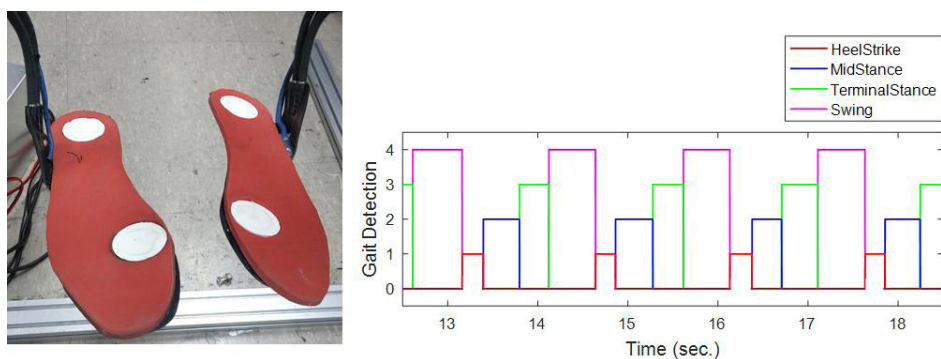 HeelStrike
MidStance
TerminalStance
Swing
4
3
2
1
0
Gait Detection
13 14 15 16 17 18
Time (sec.)